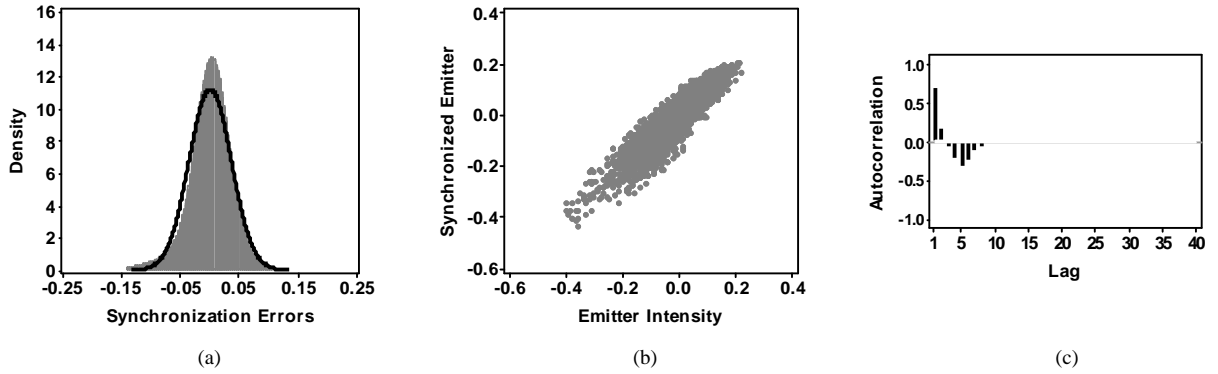 16
14
12
10
8
6
4
2
0
Density
-0.25 -0.15 -0.05 0.05 0.15 0.25
Synchronization Errors
(a)
0.4
0.2
0.0
-0.2
-0.4
-0.6
Synchronized Emitter
-0.6 -0.4 -0.2 0.0 0.2 0.4
Emitter Intensity
(b)
1.0
0.5
0.0
-0.5
-1.0
Autocorrelation
1 5 10 15 20 25 30 35 40
Lag
(c)